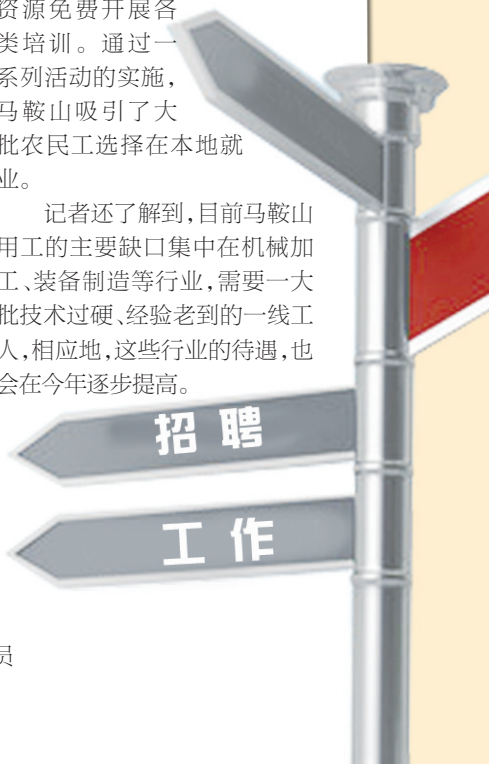 资源免费开展各
类培训。通过一
系列活动的实施,
马鞍山吸引了大
批农民工选择在本地就
业。
记者还了解到,目前马鞍山
用工的主要缺口集中在机械加
工、装备制造等行业,需要一大
批技术过硬、经验老到的一线工
人,相应地,这些行业的待遇,也
会在今年逐步提高。
招聘
工作
员